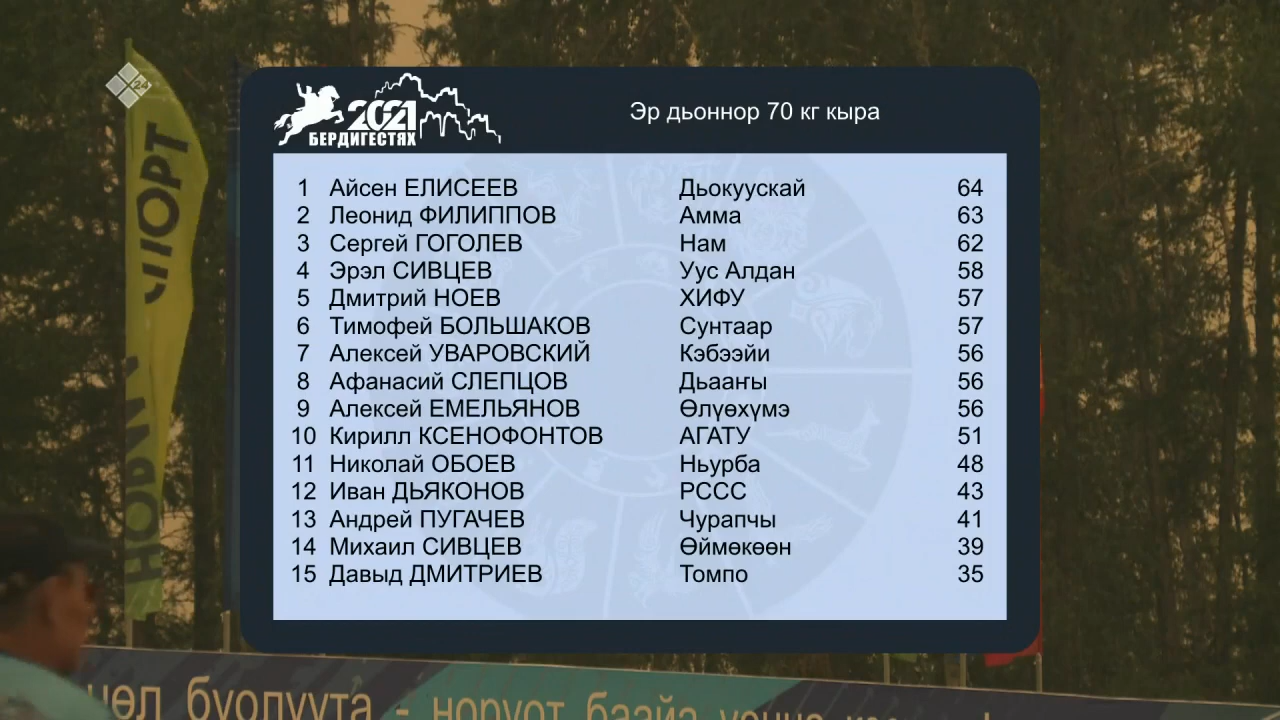 Х24
2021
БЕРДИГЕСТЯХ
Эр дьоннор 70 кг кыра
1 Айсен ЕЛИСЕЕВ Дьокуускай 64
2 Леонид ФИЛИППОВ Амма 63
3 Сергей ГОГОЛЕВ Нам 62
4 Эрэл СИВЦЕВ Уус Алдан 58
5 Дмитрий НОЕВ ХИФУ 57
6 Тимофей БОЛЬШАКОВ Сунтаар 57
7 Алексей УВАРОВСКИЙ Кэбээйи 56
8 Афанасий СЛЕПЦОВ Дьааҥы 56
9 Алексей ЕМЕЛЬЯНОВ Өлүөхүмэ 56
10 Кирилл КСЕНОФОНТОВ АГАТУ 51
11 Николай ОБОЕВ Ньурба 48
12 Иван ДЬЯКОНОВ РССС 43
13 Андрей ПУГАЧЕВ Чурапчы 41
14 Михаил СИВЦЕВ Өймөкөөн 39
15 Давыд ДМИТРИЕВ Томпо 35
буолуута - норуот баайа